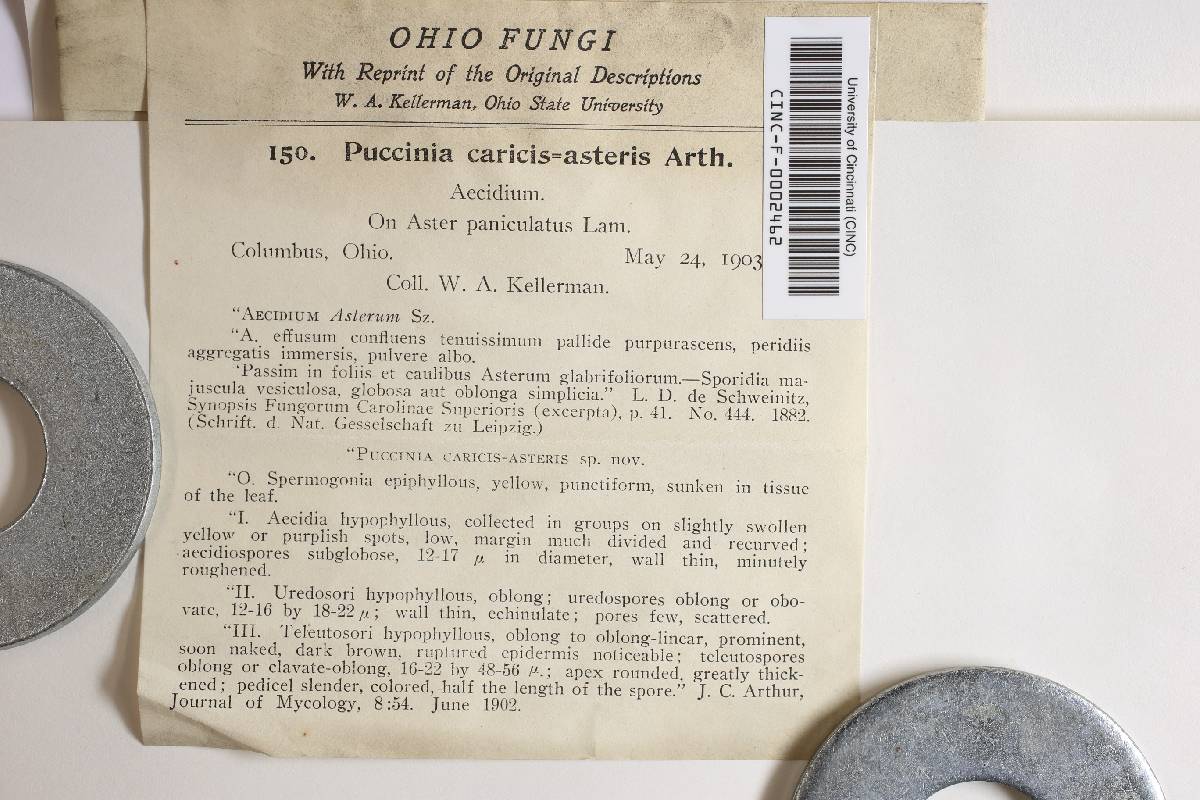 OHIO FUNGI
With Reprint of the Original Descriptions
W. A. Kellerman, Ohio State University
150. Puccinia caricis=asteris Arth.
Aecidium.
On Aster paniculatus Lam.
Columbus, Ohio. May 24, 1903
Coll. W. A. Kellerman.
"AECIDIUM Asterum Sz.
"A. effusum confluens tenuissimum pallide purpurascens, peridiis
aggregatis immersis, pulvere albo.
'Passim in foliis et caulibus Asterum glabrifoliorum.—Sporidia ma-
juscula vesiculosa, globosa aut oblonga simplicia." L. D. de Schweinitz,
Synopsis Fungorum Carolinae Superioris (excerpta), p. 41. No. 444. 1882.
(Schrift. d. Nat. Gesselschaft zu Leipzig.)
"PUCCINIA CARICIS-ASTERIS sp. nov.
"O. Spermogonia epiphyllous, yellow, punctiform, sunken in tissue
of the leaf.
"I. Aecidia hypophyllous, collected in groups on slightly swollen
yellow or purplish spots, low, margin much divided and recurved;
aecidiospores subglobose, 12-17 μ in diameter, wall thin, minutely
roughened.
"II. Uredosori hypophyllous, oblong; uredospores oblong or obo-
vate, 12-16 by 18-22 μ; wall thin, echinulate; pores few, scattered.
"III. Teleutosori hypophyllous, oblong to oblong-linear, prominent,
soon naked, dark brown, ruptured epidermis noticeable; teleutospores
oblong or clavate-oblong, 16-22 by 48-56 μ.; apex rounded, greatly thick-
ened; pedicel slender, colored, half the length of the spore." J. C. Arthur,
Journal of Mycology, 8:54. June 1902.
University of Cincinnati (CINC)
CINC-F-0002462